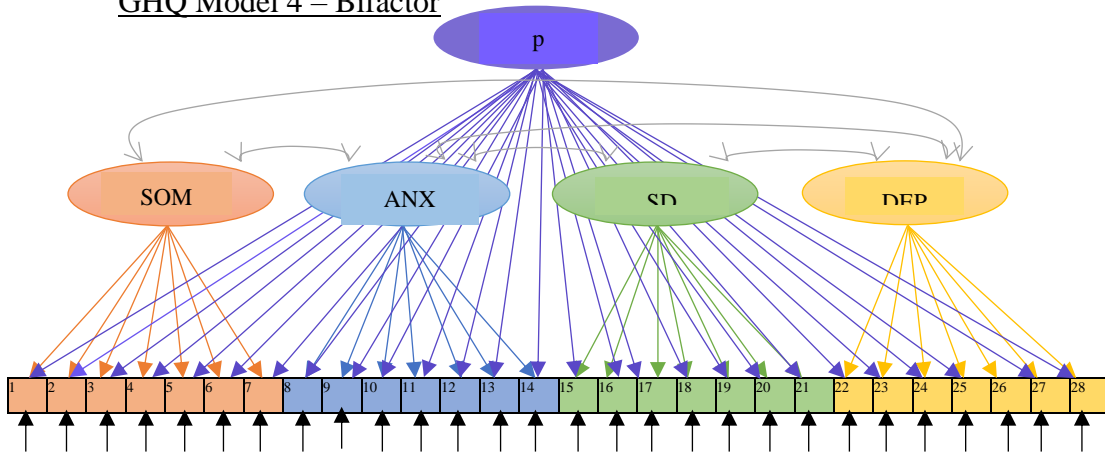 GHQ Model 4 – Bifactor
p
SOM ANX SD DEP
1 2 3 4 5 6 7 8 9 10 11 12 13 14 15 16 17 18 19 20 21 22 23 24 25 26 27 28